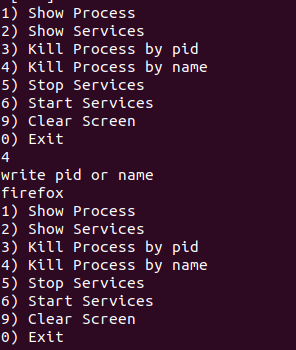 1) Show Process
2) Show Services
3) Kill Process by pid
4) Kill Process by name
5) Stop Services
6) Start Services
9) Clear Screen
0) Exit
4
write pid or name
firefox
1) Show Process
2) Show Services
3) Kill Process by pid
4) Kill Process by name
5) Stop Services
6) Start Services
9) Clear Screen
0) Exit